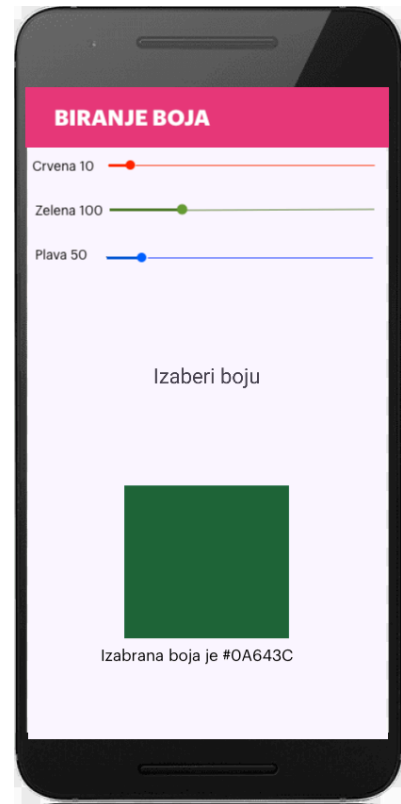 BIRANJE BOJA
Crvena 10
Zelena 100
Plava 50
Izaberi boju
Izabrana boja je #0A643C